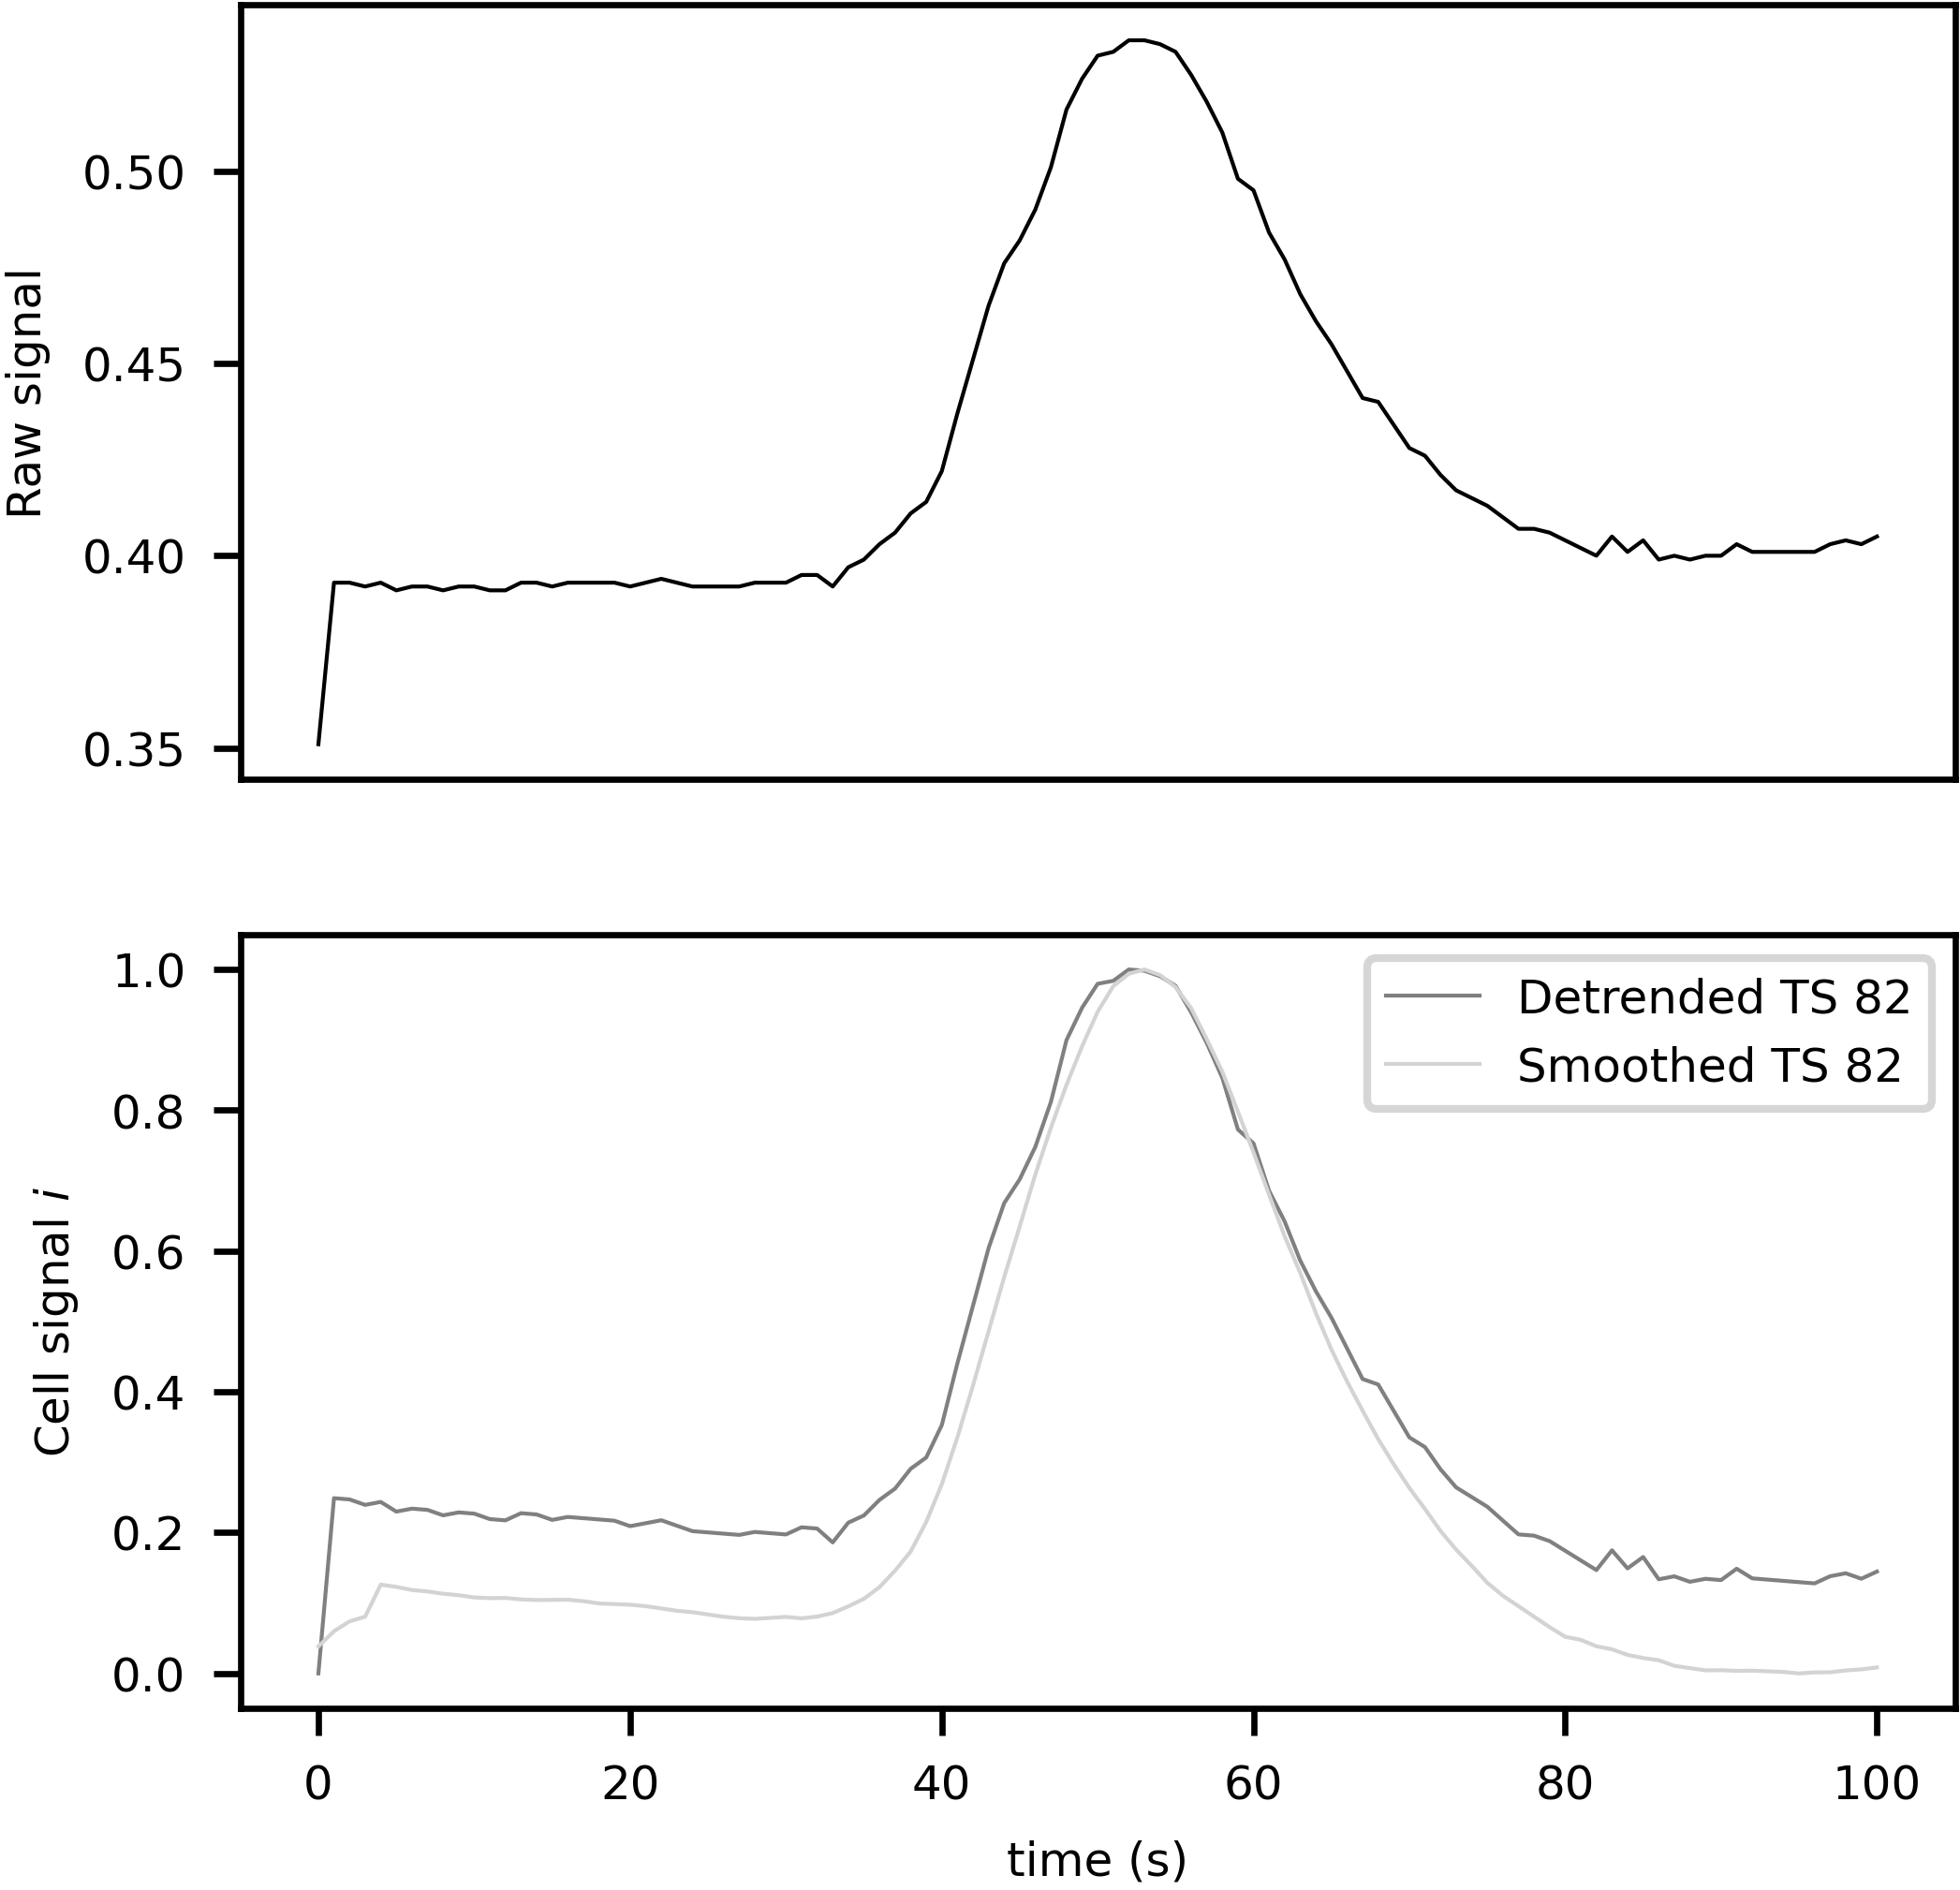 Raw signal
0.50
0.45
0.40
0.35
Cell signal i
1.0
0.8
0.6
0.4
0.2
0.0
Detrended TS 82
Smoothed TS 82
0 20 40 60 80 100
time (s)